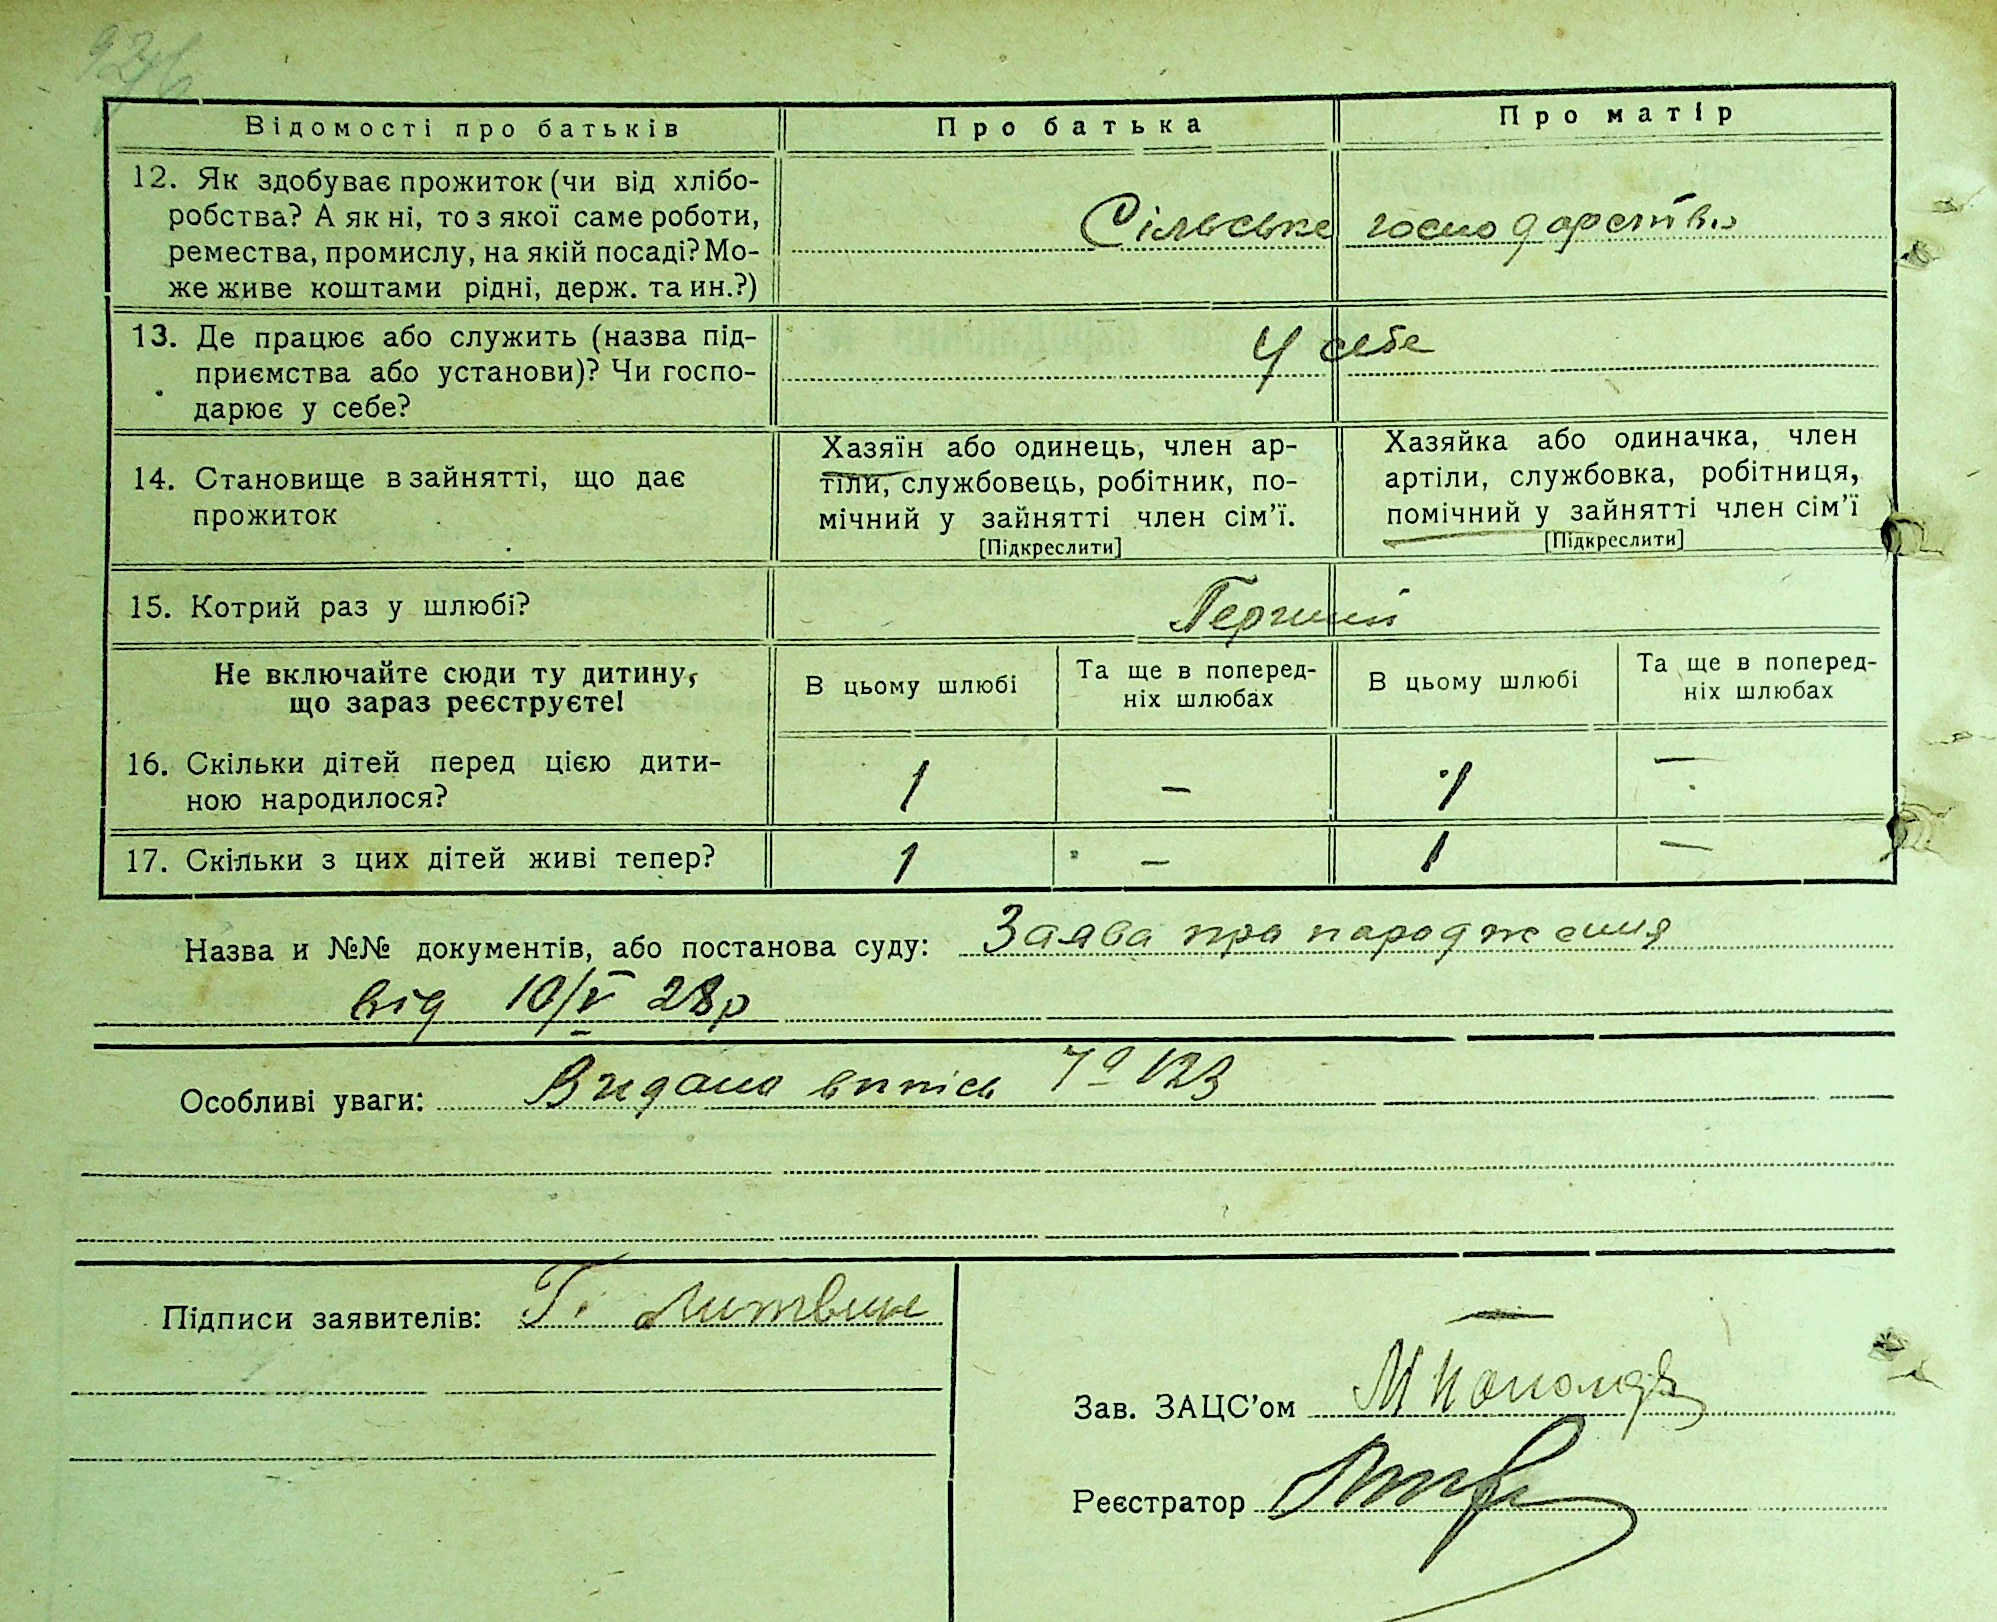 Відомості про батьків
Про батька
Про матір
12. Як здобуває прожиток (чи від хлібо-
робства? А як ні, то з якої саме роботи,
ремества, промислу, на якій посаді? Мо-
же живе коштами рідні, держ. та ин.?)
Сільське господарство
13. Де працює або служить (назва під-
приємства або установи)? Чи госпо-
дарює у себе?
У себе
14. Становище в зайнятті, що дає
прожиток
Хазяїн або одинець, член ар-
тіли, службовець, робітник, по-
мічний у зайнятті член сім'ї.
[Підкреслити]
Хазяйка або одиначка, член
артіли, службовка, робітниця,
помічний у зайнятті член сім'ї
[Підкреслити]
15. Котрий раз у шлюбі?
Не включайте сюди ту дитину,
що зараз реєструєте!
В цьому шлюбі
Та ще в поперед-
ніх шлюбах
В цьому шлюбі
Та ще в поперед-
ніх шлюбах
16. Скільки дітей перед цією дити-
ною народилося?
1 — 1 —
17. Скільки з цих дітей живі тепер?
1 — 1 —
Назва и №№ документів, або постанова суду: Заява про народження
від 10/V 28р
Особливі уваги: Видано випісь 123
Підписи заявителів: Г. Литвин
Зав. ЗАЦС'ом
Реєстратор